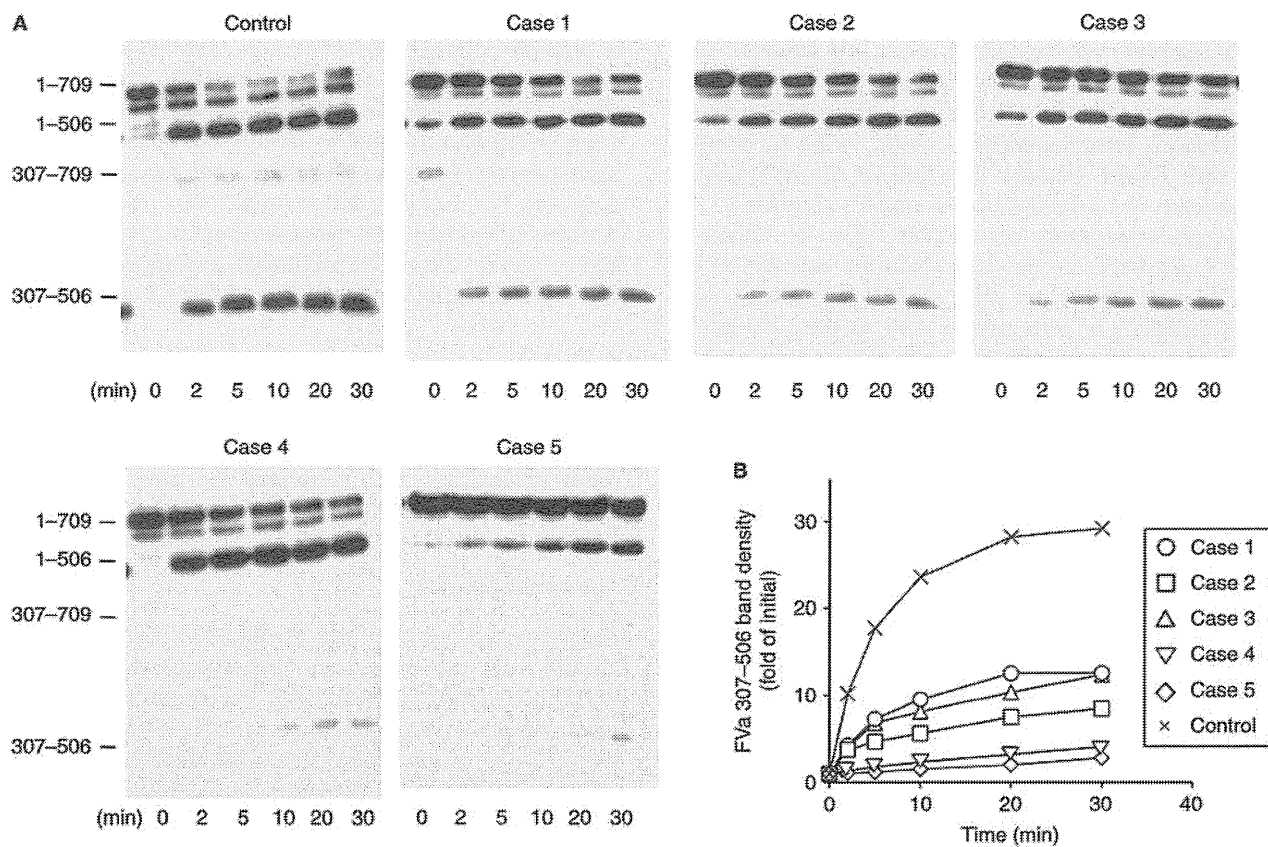 A
Control
Case 1
Case 2
Case 3
1–709
1–506
307–709
307–506
(min) 0 2 5 10 20 30
0 2 5 10 20 30
0 2 5 10 20 30
0 2 5 10 20 30
Case 4
Case 5
1–709
1–506
307–709
307–506
(min) 0 2 5 10 20 30
0 2 5 10 20 30
B
FVa 307–506 band density
(fold of initial)
30
20
10
0
0 10 20 30 40
Time (min)
Case 1
Case 2
Case 3
Case 4
Case 5
Control